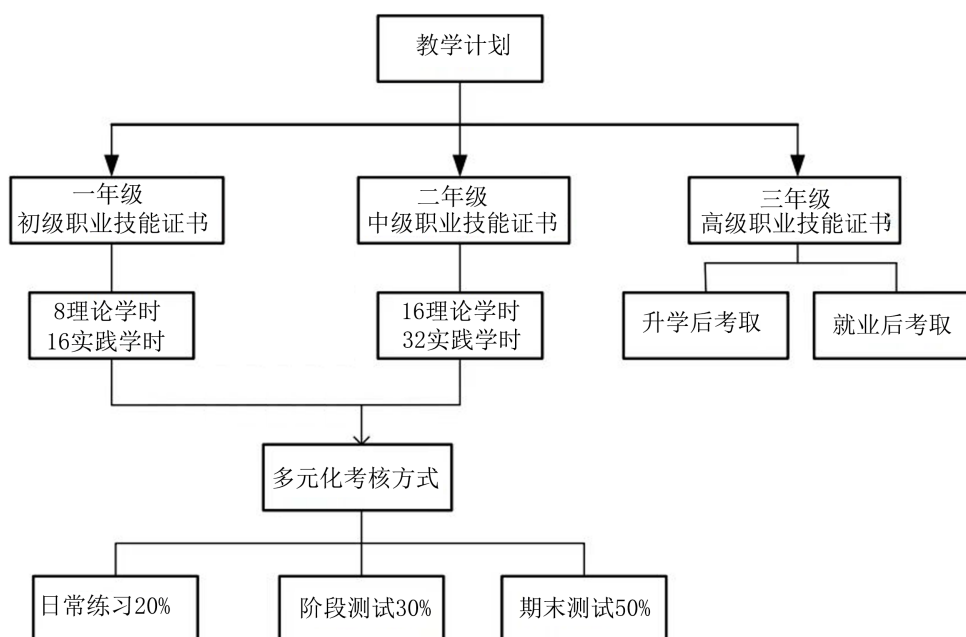 教学计划
一年级
初级职业技能证书
二年级
中级职业技能证书
三年级
高级职业技能证书
8理论学时
16实践学时
16理论学时
32实践学时
升学后考取
就业后考取
多元化考核方式
日常练习20%
阶段测试30%
期末测试50%